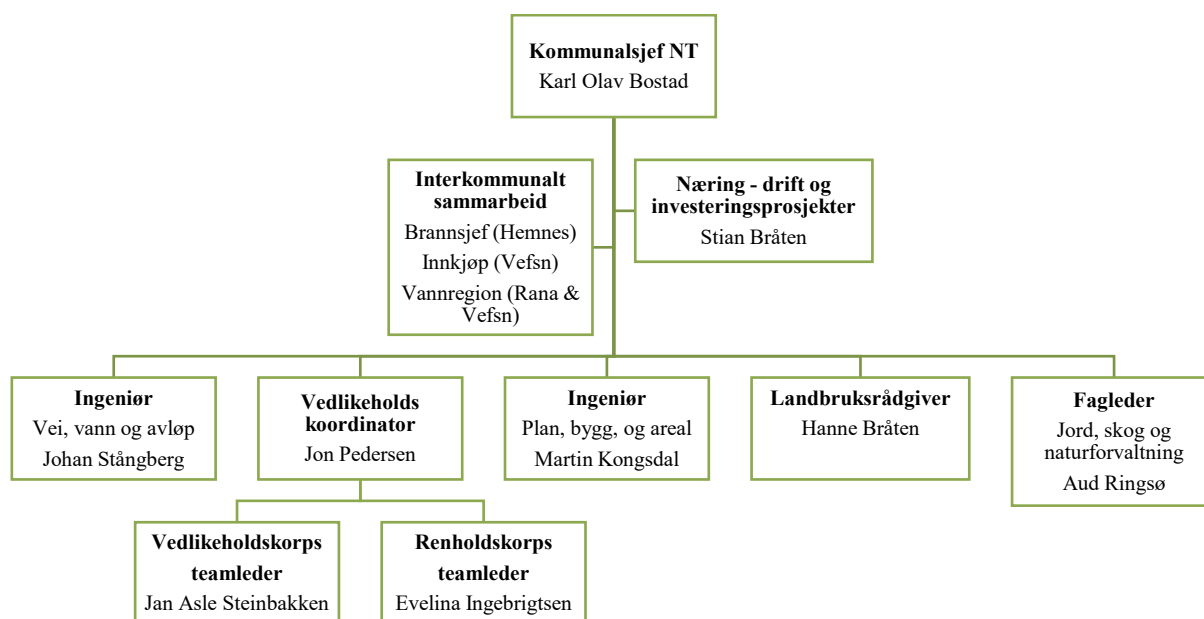 Kommunalsjef NT
Karl Olav Bostad
Interkommunalt
sammarbeid
Brannsjef (Hemnes)
Innkjøp (Vefsn)
Vannregion (Rana &
Vefsn)
Næring - drift og
investeringsprosjekter
Stian Bråten
Ingeniør
Vei, vann og avløp
Johan Stångberg
Vedlikeholds
koordinator
Jon Pedersen
Ingeniør
Plan, bygg, og areal
Martin Kongsdal
Landbruksrådgiver
Hanne Bråten
Fagleder
Jord, skog og
naturforvaltning
Aud Ringsø
Vedlikeholdskorps
teamleder
Jan Asle Steinbakken
Renholdskorps
teamleder
Evelina Ingebrigtsen